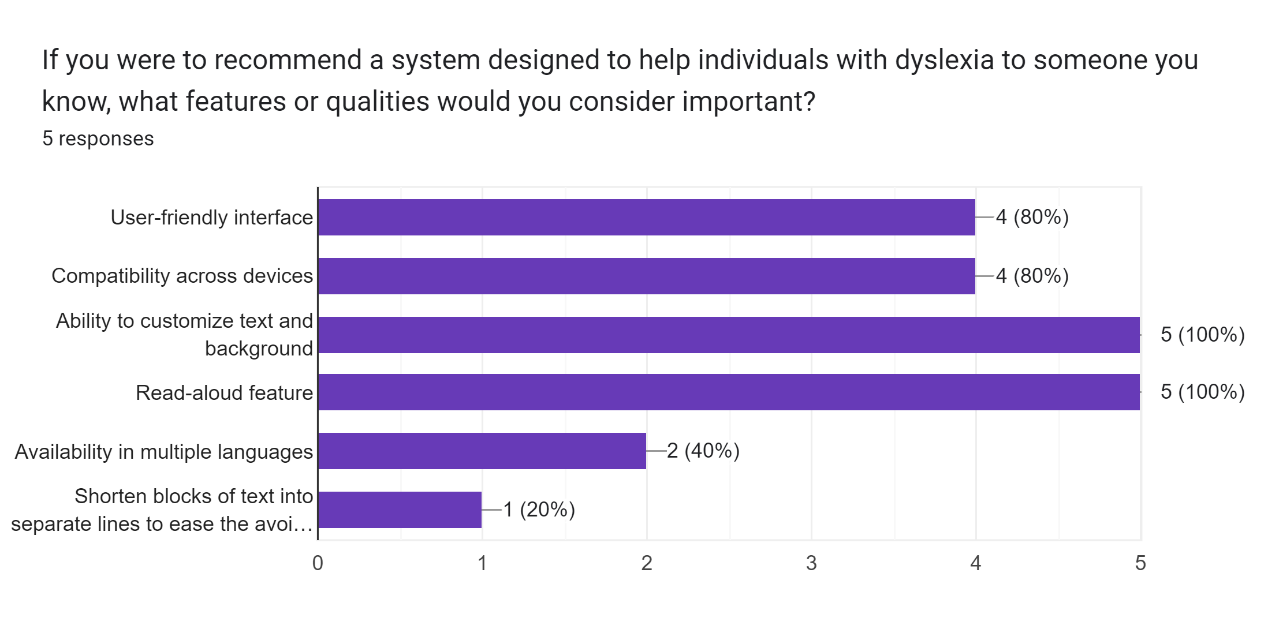 If you were to recommend a system designed to help individuals with dyslexia to someone you
know, what features or qualities would you consider important?
5 responses
User-friendly interface
4 (80%)
Compatibility across devices
4 (80%)
Ability to customize text and
background
5 (100%)
Read-aloud feature
5 (100%)
Availability in multiple languages
2 (40%)
Shorten blocks of text into
separate lines to ease the avoi…
1 (20%)
0 1 2 3 4 5